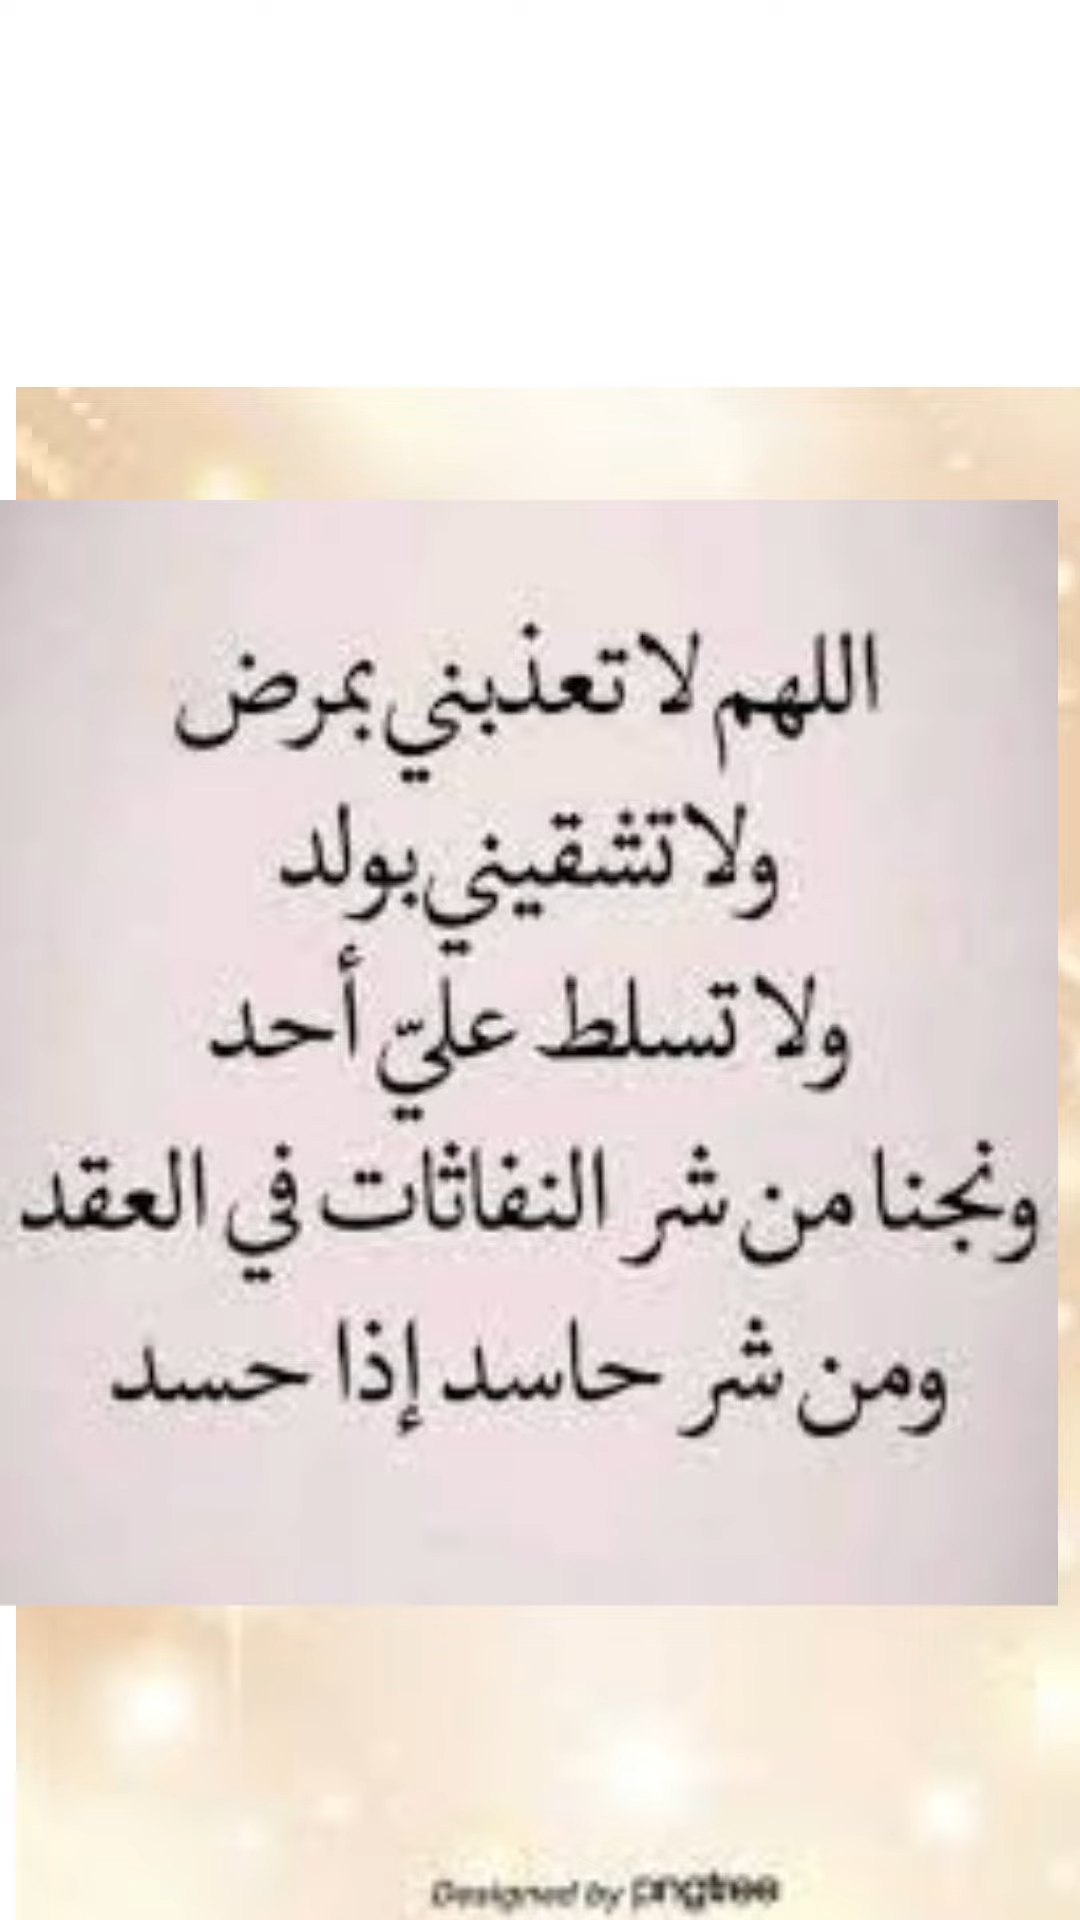 اللهم لا تعذبني بمرض
ولا تشقيني بولد
ولا تسلط عليّ أحد
ونجنا من شر النفاثات في العقد
ومن شر حاسد إذا حسد
Designed by pngtree